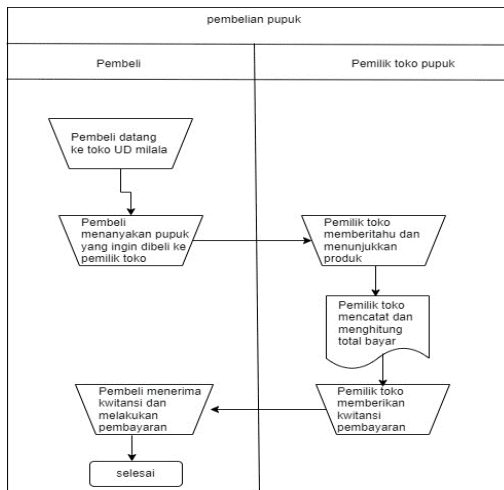 pembelian pupuk
Pembeli
Pemilik toko pupuk
Pembeli datang
ke toko UD milala
Pembeli
menanyakan pupuk
yang ingin dibeli ke
pemilik toko
Pemilik toko
memberitahu dan
menunjukkan
produk
Pemilik toko
mencatat dan
menghitung
total bayar
Pemilik toko
memberikan
kwitansi
pembayaran
Pembeli menerima
kwitansi dan
melakukan
pembayaran
selesai